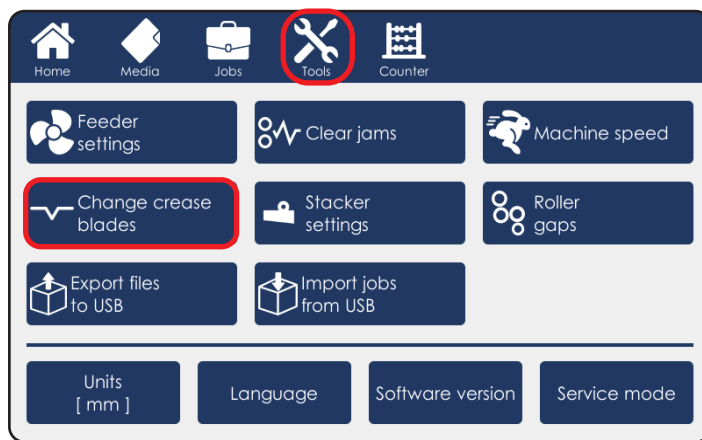 Home Media Jobs Tools Counter
Feeder
settings
Clear jams
Machine speed
Change crease
blades
Stacker
settings
Roller
gaps
Export files
to USB
Import jobs
from USB
Units
[ mm ]
Language
Software version
Service mode